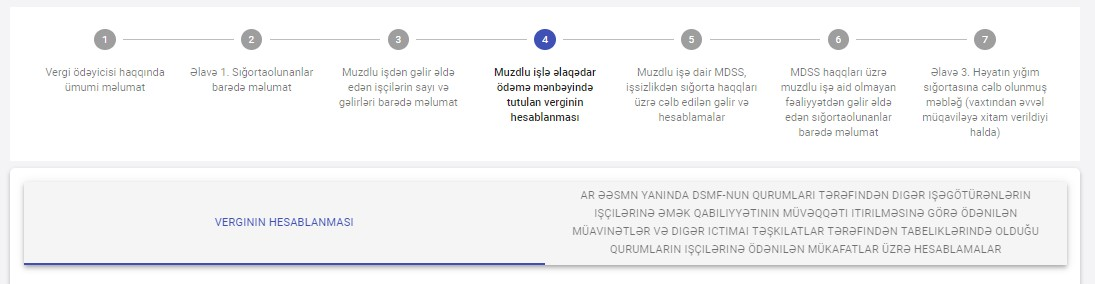 1
2
3
4
5
6
7
Vergi ödəyicisi haqqında
ümumi məlumat
Əlavə 1. Sığortaolunanlar
barədə məlumat
Muzdlu işdən gəlir əldə
edən işçilərin sayı və
gəlirləri barədə məlumat
Muzdlu işlə əlaqədar
ödəmə mənbəyində
tutulan verginin
hesablanması
Muzdlu işə dair MDSS,
işsizlikdən sığorta haqqları
üzrə cəlb edilən gəlir və
hesablamalar
MDSS haqqları üzrə
muzdlu işə aid olmayan
fəaliyyətdən gəlir əldə
edən sığortaolunanlar
barədə məlumat
Əlavə 3. Həyatın yığım
sığortasına cəlb olunmuş
məbləğ (vaxtından əvvəl
müqaviləyə xitam verildiyi
halda)
VERGININ HESABLANMASI
AR ƏƏSMN YANINDA DSMF-NUN QURUMLARI TƏRƏFINDƏN DIGƏR IŞƏGÖTÜRƏNLƏRIN
IŞÇILƏRINƏ ƏMƏK QABILIYYƏTININ MÜVƏQQƏTI ITIRILMƏSINƏ GÖRƏ ÖDƏNILƏN
MÜAVINƏTLƏR VƏ DIGƏR ICTIMAI TƏŞKILATLAR TƏRƏFINDƏN TABELIKLƏRINDƏ OLDUĞU
QURUMLARIN IŞÇILƏRINƏ ÖDƏNILƏN MÜKAFATLAR ÜZRƏ HESABLAMALAR